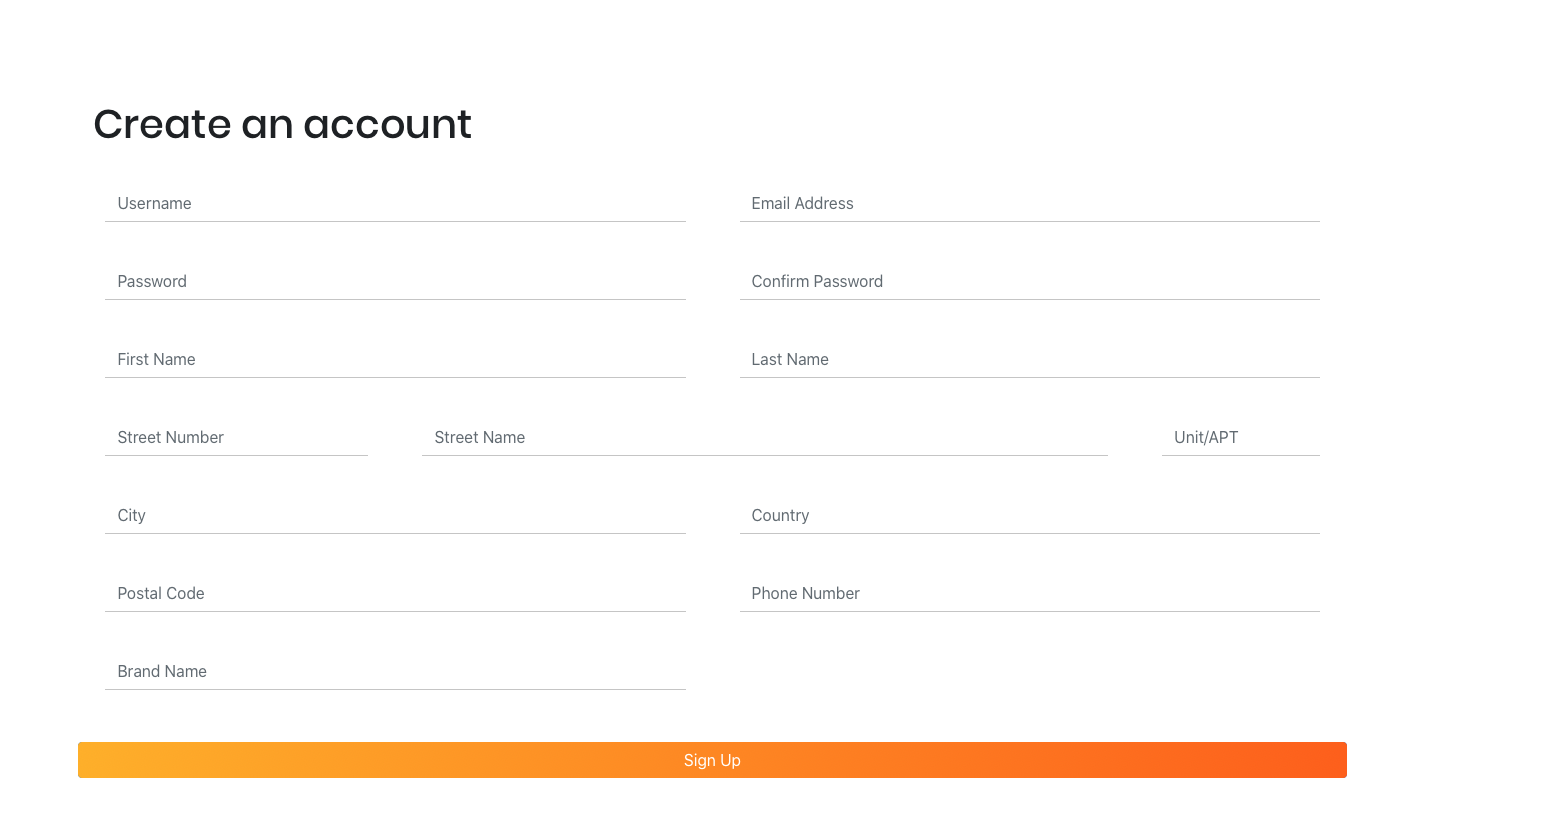 Create an account
Username
Email Address
Password
Confirm Password
First Name
Last Name
Street Number
Street Name
Unit/APT
City
Country
Postal Code
Phone Number
Brand Name
Sign Up